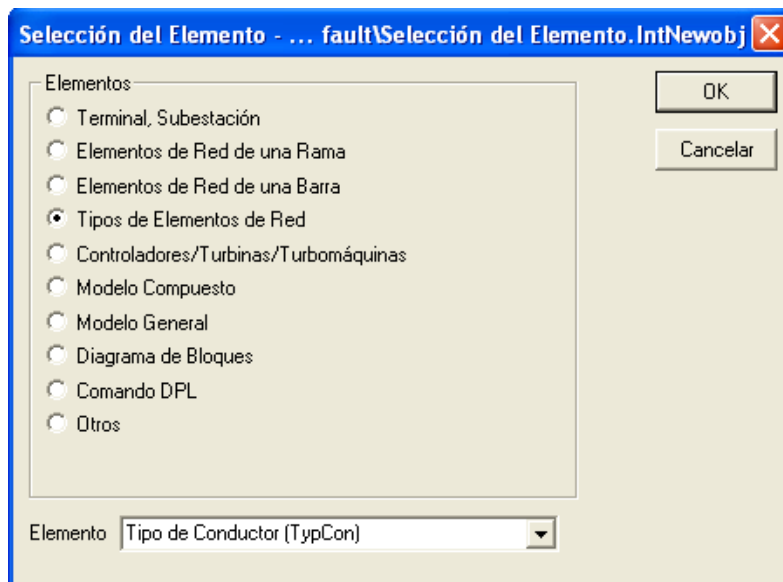 Selección del Elemento - ... fault\Selección del Elemento.IntNewobj
Elementos
Terminal, Subestación
Elementos de Red de una Rama
Elementos de Red de una Barra
Tipos de Elementos de Red
Controladores/Turbinas/Turbomáquinas
Modelo Compuesto
Modelo General
Diagrama de Bloques
Comando DPL
Otros
OK
Cancelar
Elemento Tipo de Conductor (TypCon)